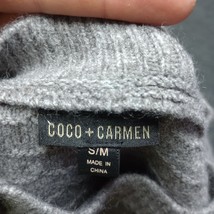 COCO + CARMEN
S/M
MADE IN
CHINA